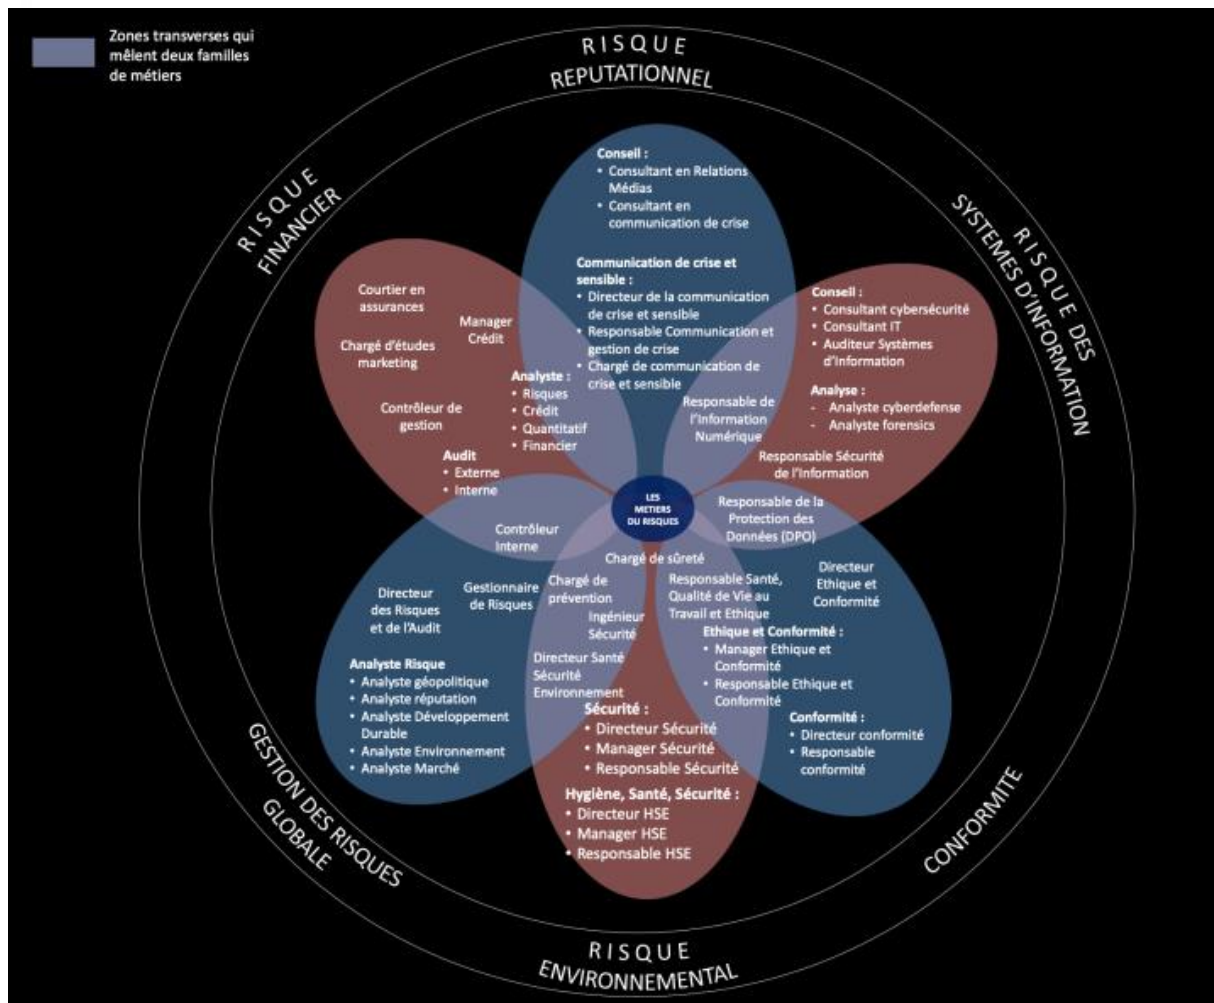 Zones transverses qui
mêlent deux familles
de métiers
RISQUE
REPUTATIONNEL
RISQUE
FINANCIER
RISQUE DES
SYSTEMES D'INFORMATION
Conseil :
• Consultant en Relations
Médias
• Consultant en
communication de crise
Communication de crise et
sensible :
• Directeur de la communication
de crise et sensible
• Responsable Communication et
gestion de crise
• Chargé de communication de
crise et sensible
Courtier en
assurances
Manager
Crédit
Chargé d'études
marketing
Analyste :
• Risques
• Crédit
• Quantitatif
• Financier
Contrôleur de
gestion
Audit
• Externe
• Interne
Conseil :
• Consultant cybersécurité
• Consultant IT
• Auditeur Systèmes
d'Information
Analyse :
- Analyste cyberdefense
- Analyste forensics
Responsable de
l'Information
Numérique
Responsable Sécurité
de l'Information
LES
METIERS
DU RISQUES
Responsable de la
Protection des
Données (DPO)
Contrôleur
Interne
Chargé de sûreté
Directeur
des Risques
et de l'Audit
Gestionnaire
de Risques
Chargé de
prévention
Ingénieur
Sécurité
Responsable Santé,
Qualité de Vie au
Travail et Ethique
Directeur
Ethique et
Conformité
Ethique et Conformité :
• Manager Ethique et
Conformité
• Responsable Ethique et
Conformité
Directeur Santé
Sécurité
Environnement
Analyste Risque
• Analyste géopolitique
• Analyste réputation
• Analyste Développement
Durable
• Analyste Environnement
• Analyste Marché
Sécurité :
• Directeur Sécurité
• Manager Sécurité
• Responsable Sécurité
Conformité :
• Directeur conformité
• Responsable
conformité
Hygiène, Santé, Sécurité :
• Directeur HSE
• Manager HSE
• Responsable HSE
GESTION DES RISQUES
GLOBALE
CONFORMITE
RISQUE
ENVIRONNEMENTAL